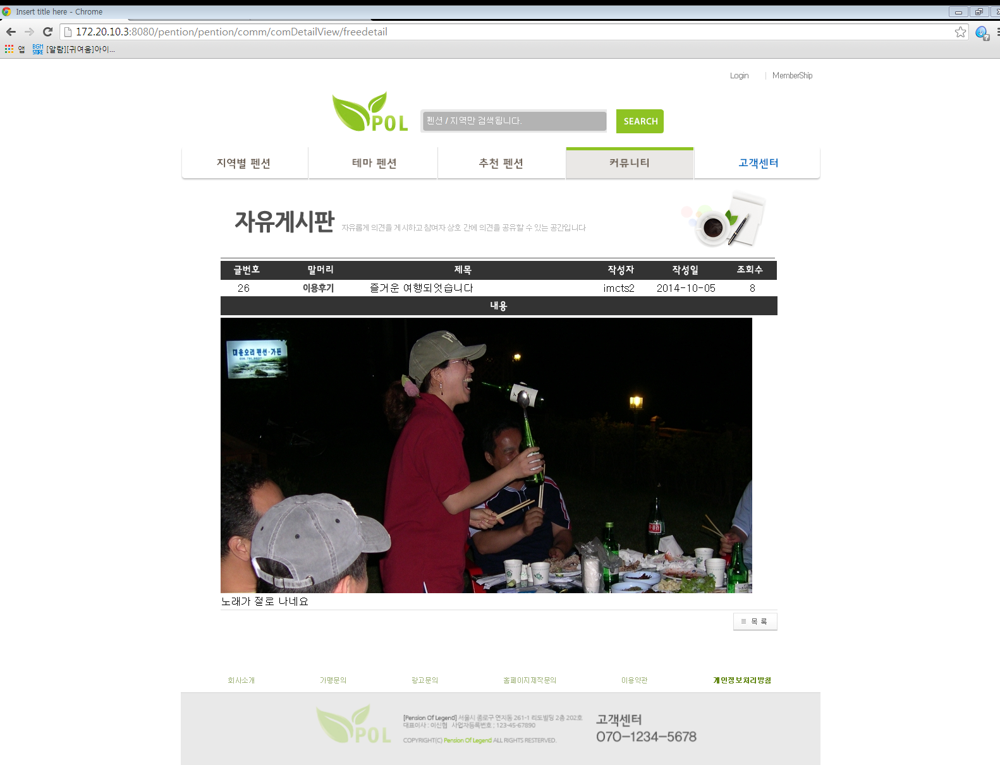 Insert title here - Chrome
172.20.10.3:8080/pention/pention/comm/comDetailView/freedetail
앱 BGM STORE [알람][귀여움]아이...
Login | MemberShip
POL
펜션 / 지역만 검색됩니다.
SEARCH
지역별 펜션 테마 펜션 추천 펜션 커뮤니티 고객센터
자유게시판 자유롭게 의견을 게시하고 참여자 상호 간에 의견을 공유할 수 있는 공간입니다
글번호 말머리 제목 작성자 작성일 조회수
26 이용후기 즐거운 여행되엇습니다 imcts2 2014-10-05 8
내용
미운오리 펜션·가든
노래가 절로 나네요
목 록
회사소개 가맹문의 광고문의 홈페이지제작문의 이용약관 개인정보처리방침
POL
[Pension Of Legend] 서울시 종로구 연지동 261-1 리도빌딩 2층 202호
대표이사 : 이신협 사업자등록번호 ; 123-45-67890
COPYRIGHT(C) Pension Of Legend ALL RIGHTS RESTERVED.
고객센터
070-1234-5678